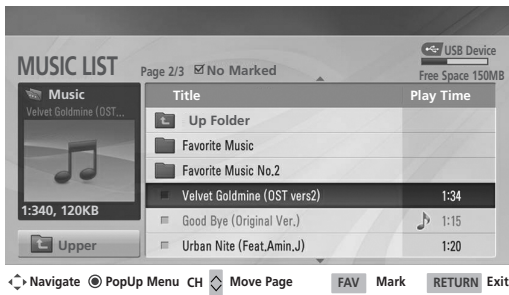 USB Device
MUSIC LIST
Page 2/3 No Marked
Free Space 150MB
Music
Title Play Time
Velvet Goldmine (OST...
Up Folder
Favorite Music
Favorite Music No.2
Velvet Goldmine (OST vers2) 1:34
1:340, 120KB
Good Bye (Original Ver.) 1:15
Upper
Urban Nite (Feat.Amin.J) 1:20
Navigate PopUp Menu CH Move Page FAV Mark RETURN Exit